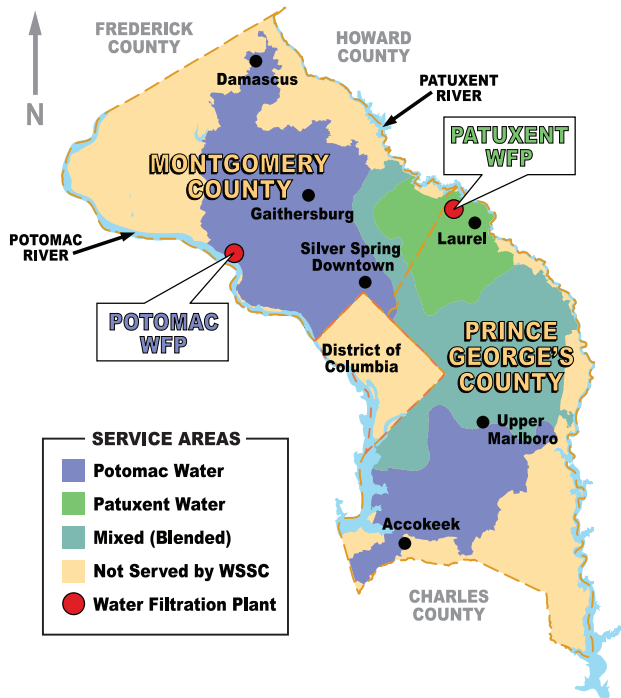 FREDERICK
COUNTY
HOWARD
COUNTY
N
Damascus
PATUXENT
RIVER
PATUXENT
WFP
MONTGOMERY
COUNTY
Gaithersburg
Laurel
POTOMAC
RIVER
Silver Spring
Downtown
POTOMAC
WFP
District of
Columbia
PRINCE
GEORGE'S
COUNTY
Upper
Marlboro
SERVICE AREAS
Potomac Water
Patuxent Water
Mixed (Blended)
Not Served by WSSC
Water Filtration Plant
Accokeek
CHARLES
COUNTY